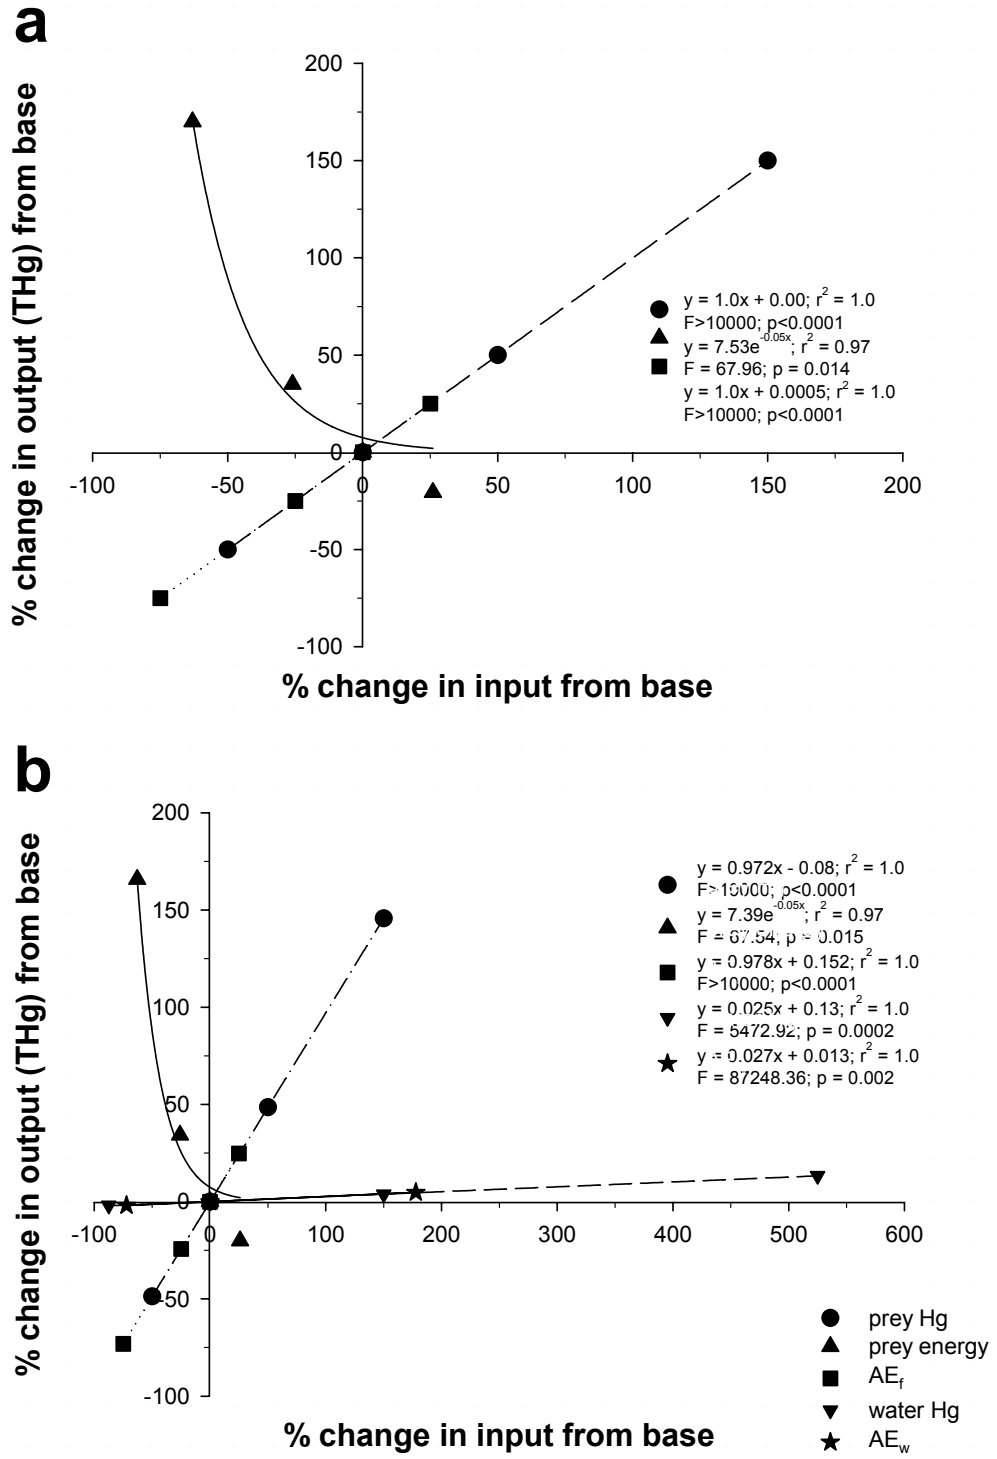 a
200
150
100
50
0
-50
-100
-100 -50 0 50 100 150 200
% change in output (THg) from base
% change in input from base
y = 1.0x + 0.00; r2 = 1.0
F>10000; p<0.0001
y = 7.53e-0.05x; r2 = 0.97
F = 67.96; p = 0.014
y = 1.0x + 0.0005; r2 = 1.0
F>10000; p<0.0001
b
200
150
100
50
0
-50
-100
-100 0 100 200 300 400 500 600
% change in output (THg) from base
% change in input from base
y = 0.972x - 0.08; r2 = 1.0
F>10000; p<0.0001
y = 7.39e-0.05x; r2 = 0.97
F = 67.54; p = 0.015
y = 0.978x + 0.152; r2 = 1.0
F>10000; p<0.0001
y = 0.025x + 0.13; r2 = 1.0
F = 5472.92; p = 0.0002
y = 0.027x + 0.013; r2 = 1.0
F = 87248.36; p = 0.002
prey Hg
prey energy
AEf
water Hg
AEw